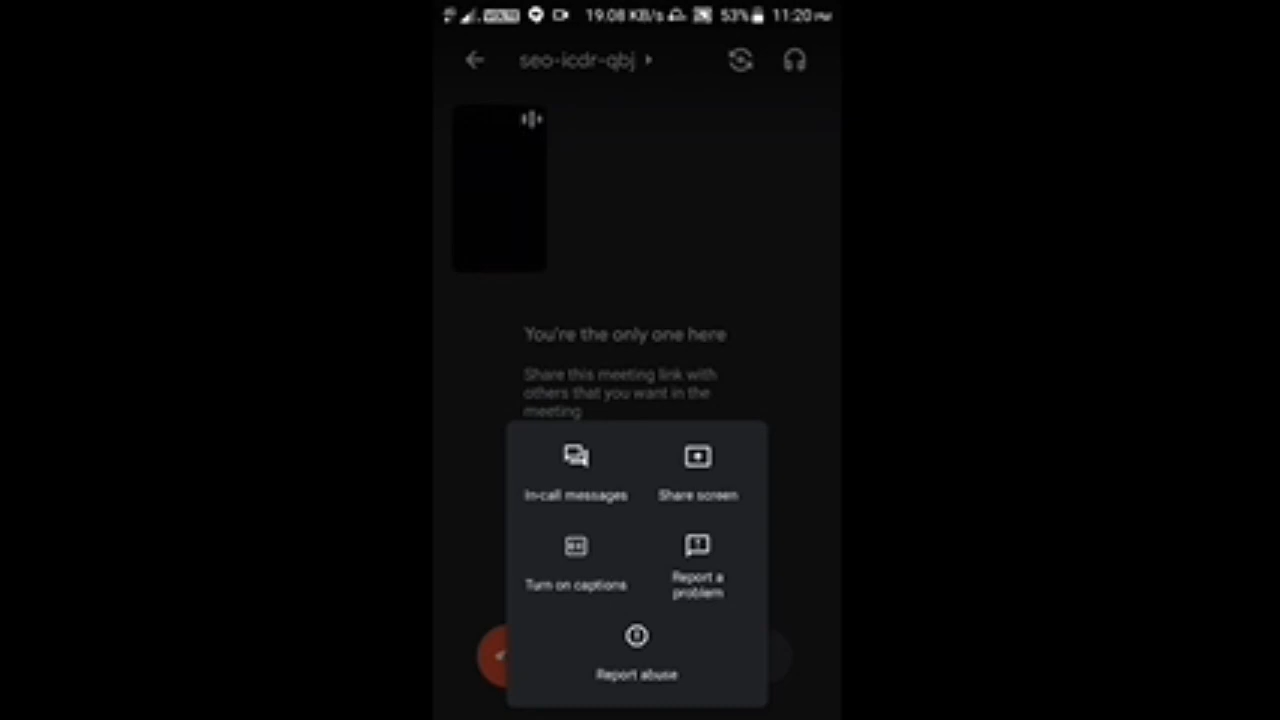 19.08 KB/s 53% 11:20 PM
seo-icdr-qbj
You're the only one here
Share this meeting link with
others that you want in the
meeting
In-call messages
Share screen
Turn on captions
Report a
problem
Report abuse